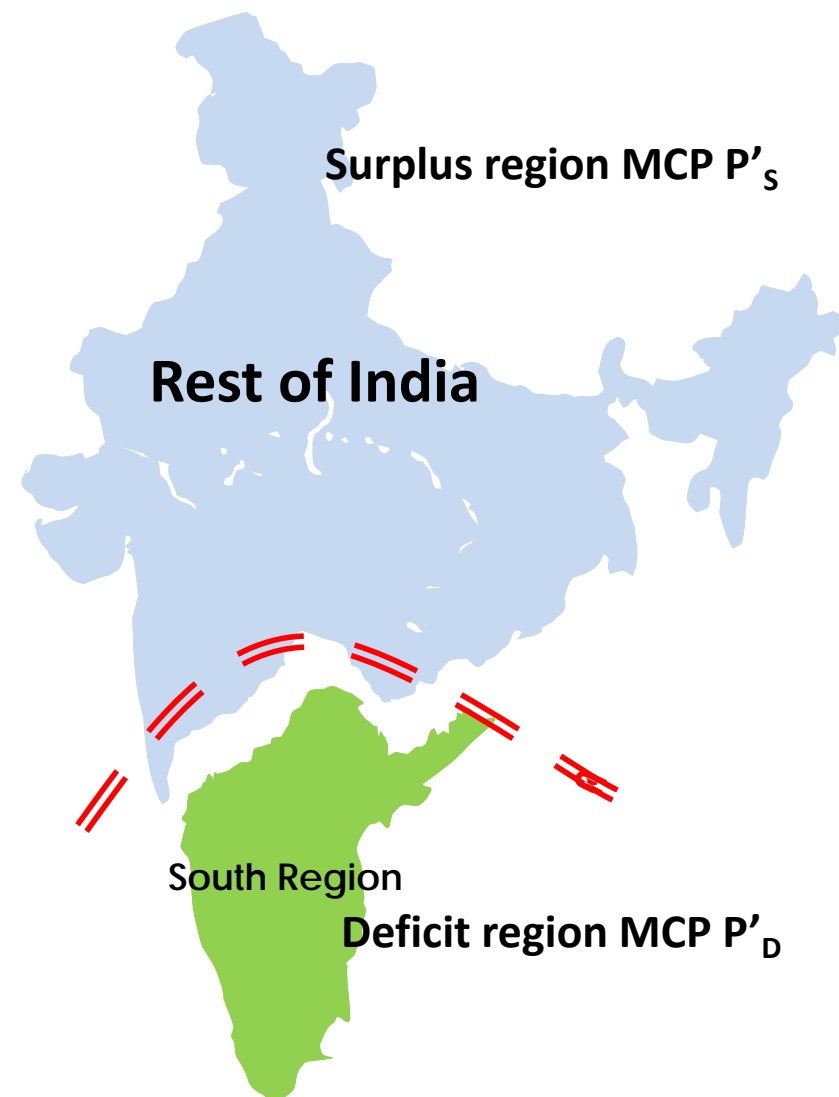 Surplus region MCP P’S
Rest of India
South Region
Deficit region MCP P’D